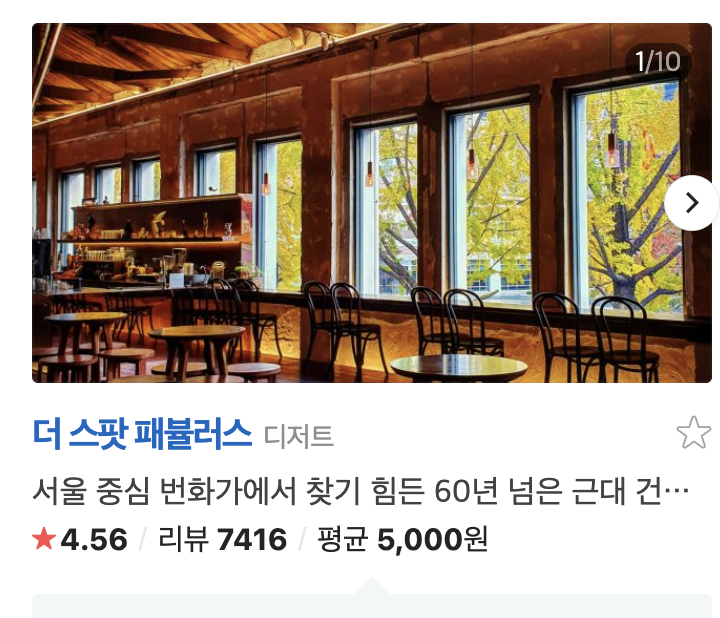 1/10
더 스팟 패뷸러스 디저트
서울 중심 번화가에서 찾기 힘든 60년 넘은 근대 건…
★4.56 / 리뷰 7416 / 평균 5,000원